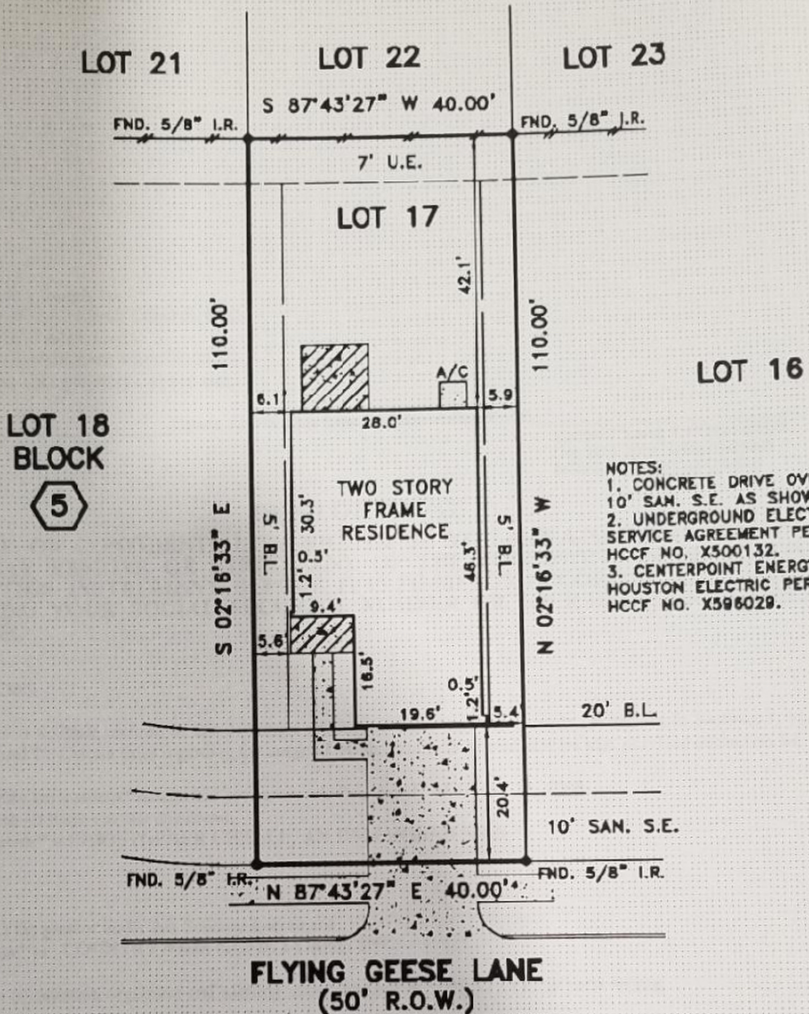 LOT 21
LOT 22
LOT 23
S 87°43'27" W 40.00'
FND. 5/8" I.R.
FND. 5/8" I.R.
7' U.E.
LOT 17
42.1'
110.00'
110.00'
LOT 16
A/C
6.1
5.9
28.0'
LOT 18
BLOCK
5
TWO STORY
FRAME
RESIDENCE
30.3'
5' B.L.
5' B.L.
46.3'
0.5'
1.2'
9.4'
S 02°16'33" E
N 02°16'33" W
NOTES:
1. CONCRETE DRIVE OV
10' SAN. S.E. AS SHOW
2. UNDERGROUND ELECT
SERVICE AGREEMENT PE
HCCF NO. X500132.
3. CENTERPOINT ENERG
HOUSTON ELECTRIC PER
HCCF NO. X596029.
5.6'
16.5'
0.5'
1.2'
19.6'
5.4'
20' B.L.
20.4'
10' SAN. S.E.
FND. 5/8" I.R.
N 87°43'27" E 40.00'
FND. 5/8" I.R.
FLYING GEESE LANE
(50' R.O.W.)